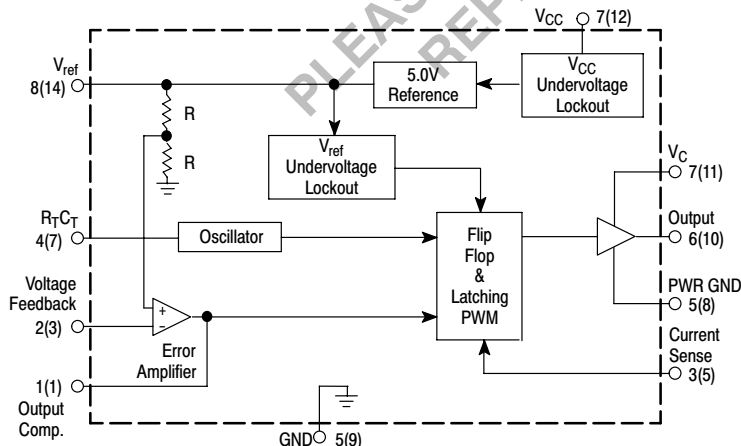 PLEAS
REP
VCC 7(12)
Vref
8(14)
5.0V
Reference
VCC
Undervoltage
Lockout
R
R
Vref
Undervoltage
Lockout
VC
7(11)
RTCT
4(7)
Oscillator
Flip
Flop
&
Latching
PWM
Output
6(10)
Voltage
Feedback
2(3)
+
–
Error
Amplifier
PWR GND
5(8)
Current
Sense
3(5)
1(1)
Output
Comp.
GND 5(9)